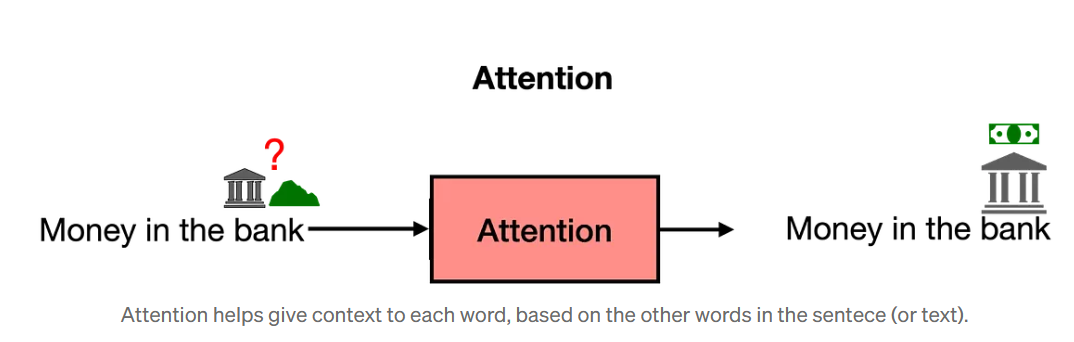 Attention
?
Money in the bank
Attention
Money in the bank
Attention helps give context to each word, based on the other words in the sentece (or text).